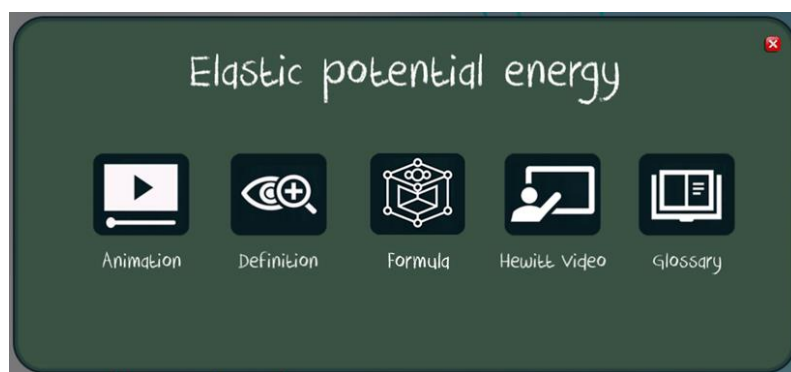 Elastic potential energy
Animation Definition Formula Hewitt Video Glossary